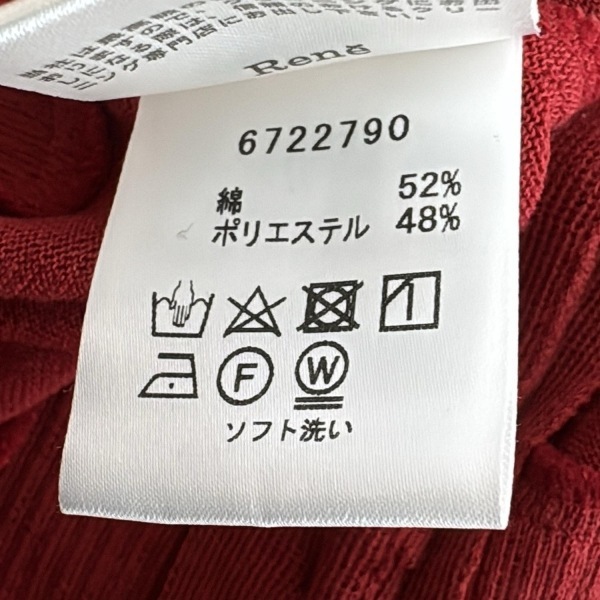 René
6722790
綿 52%
ポリエステル 48%
F W
ソフト洗い